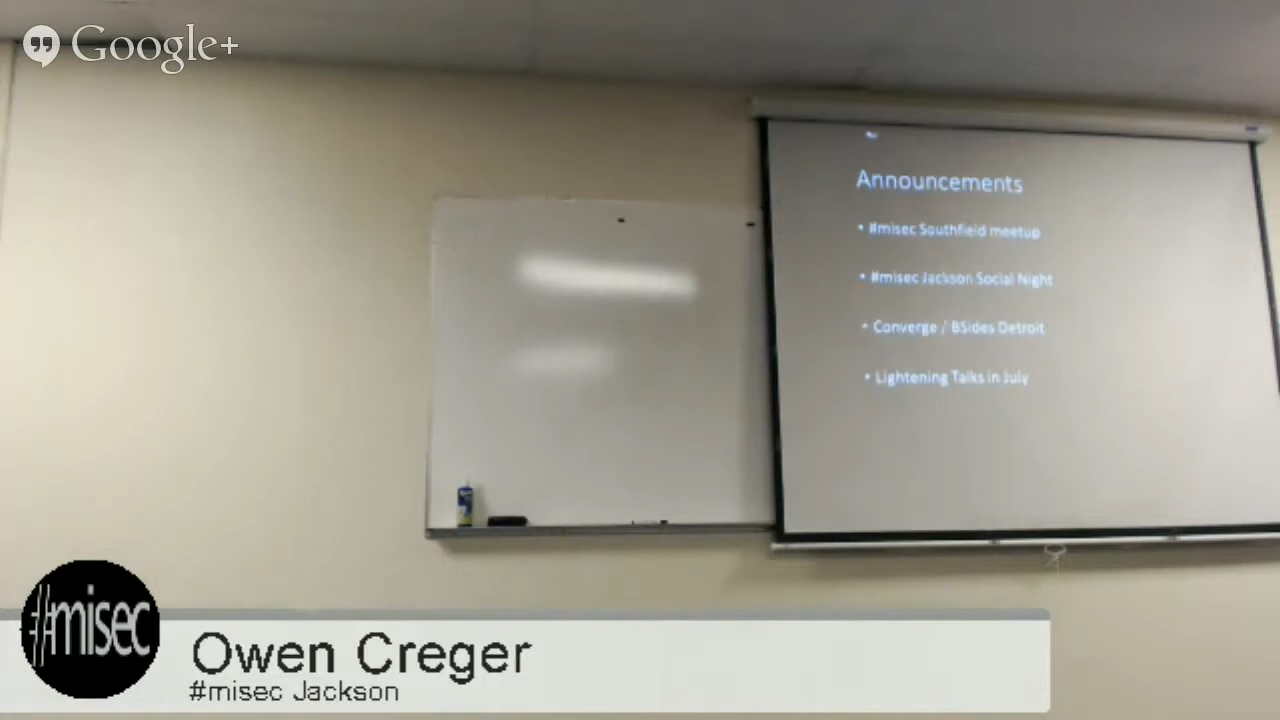 Google+
Announcements
• #misec Southfield meetup
• #misec Jackson Social Night
• Converge / BSides Detroit
• Lightening Talks in July
#misec
Owen Creger
#misec Jackson